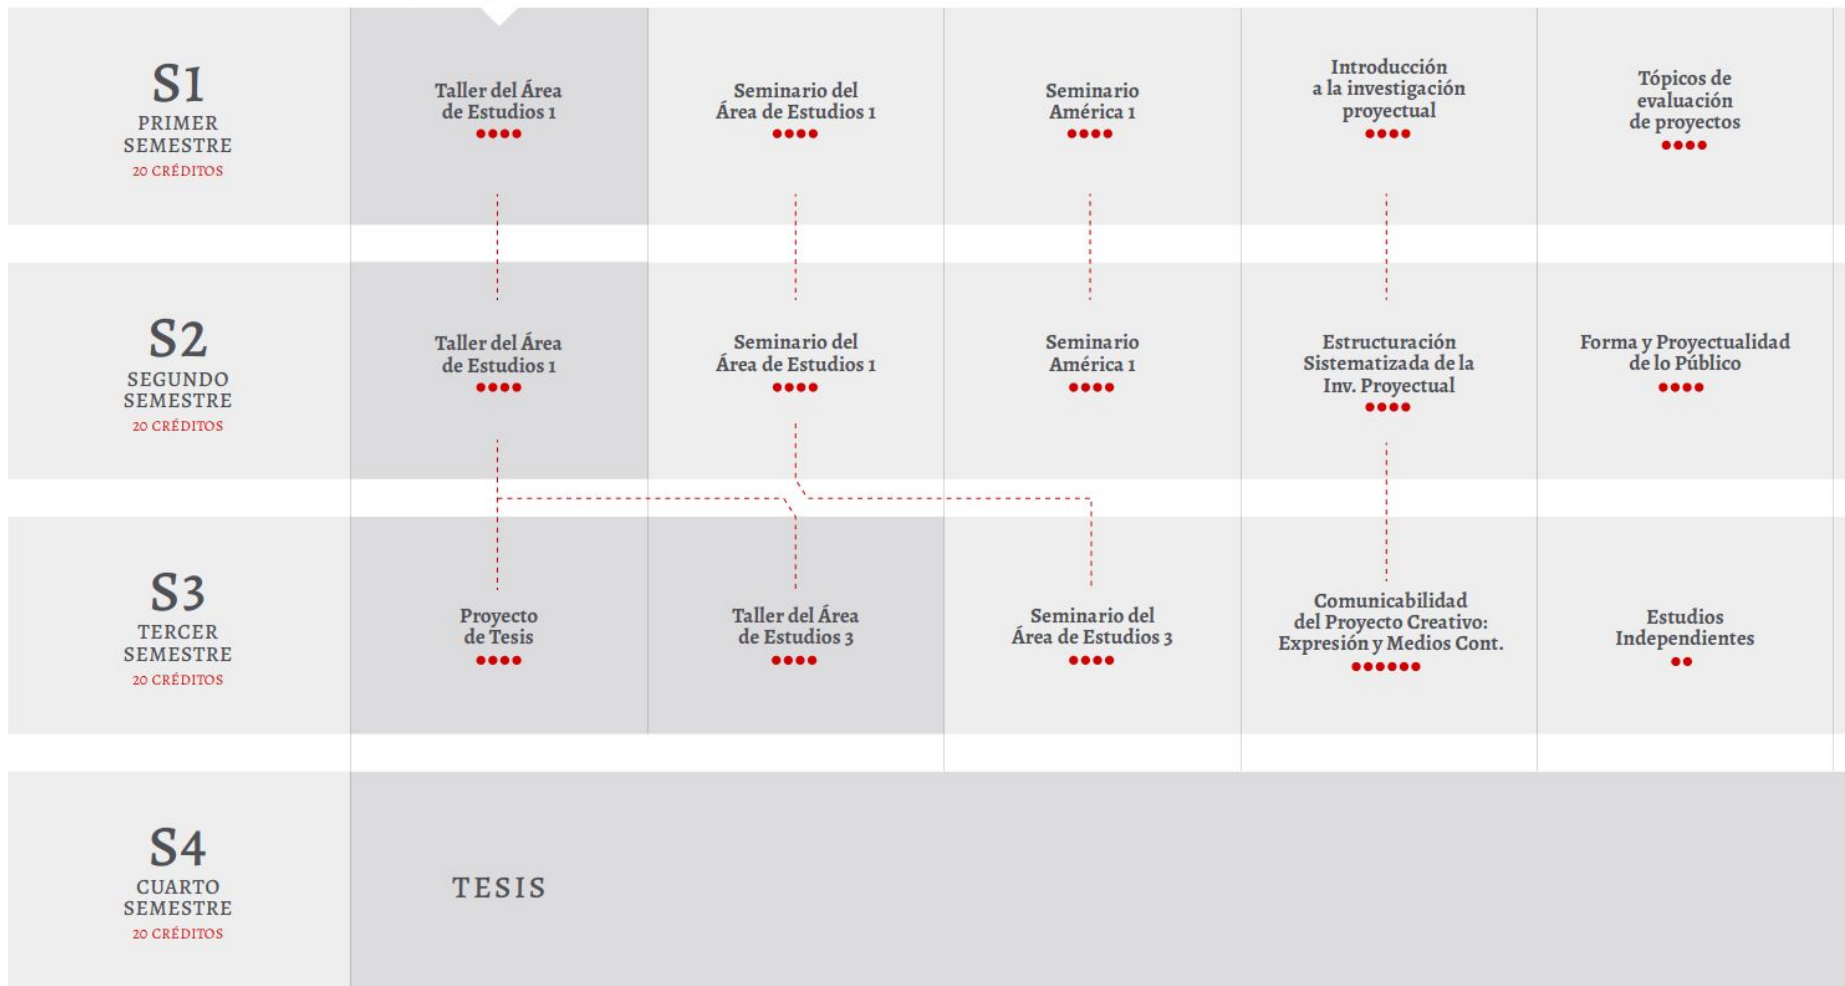 S1
PRIMER
SEMESTRE
20 CRÉDITOS
Taller del Área
de Estudios 1
Seminario del
Área de Estudios 1
Seminario
América 1
Introducción
a la investigación
proyectual
Tópicos de
evaluación
de proyectos
S2
SEGUNDO
SEMESTRE
20 CRÉDITOS
Taller del Área
de Estudios 1
Seminario del
Área de Estudios 1
Seminario
América 1
Estructuración
Sistematizada de la
Inv. Proyectual
Forma y Proyectualidad
de lo Público
S3
TERCER
SEMESTRE
20 CRÉDITOS
Proyecto
de Tesis
Taller del Área
de Estudios 3
Seminario del
Área de Estudios 3
Comunicabilidad
del Proyecto Creativo:
Expresión y Medios Cont.
Estudios
Independientes
S4
CUARTO
SEMESTRE
20 CRÉDITOS
TESIS